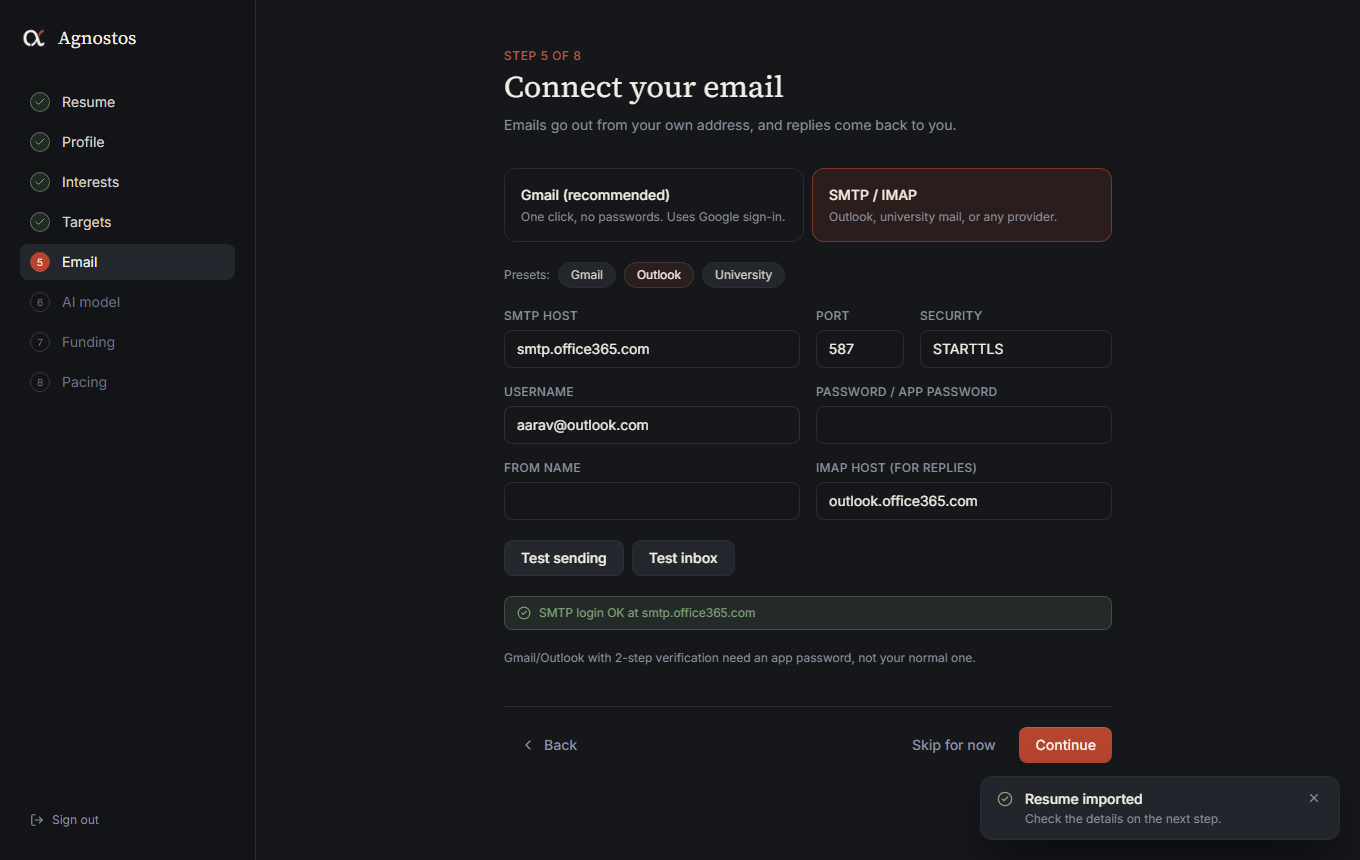 Agnostos
Resume
Profile
Interests
Targets
5 Email
6 AI model
7 Funding
8 Pacing
Sign out
STEP 5 OF 8
Connect your email
Emails go out from your own address, and replies come back to you.
Gmail (recommended)
One click, no passwords. Uses Google sign-in.
SMTP / IMAP
Outlook, university mail, or any provider.
Presets: Gmail Outlook University
SMTP HOST PORT SECURITY
smtp.office365.com 587 STARTTLS
USERNAME PASSWORD / APP PASSWORD
aarav@outlook.com
FROM NAME IMAP HOST (FOR REPLIES)
outlook.office365.com
Test sending Test inbox
SMTP login OK at smtp.office365.com
Gmail/Outlook with 2-step verification need an app password, not your normal one.
Back Skip for now Continue
Resume imported
Check the details on the next step.